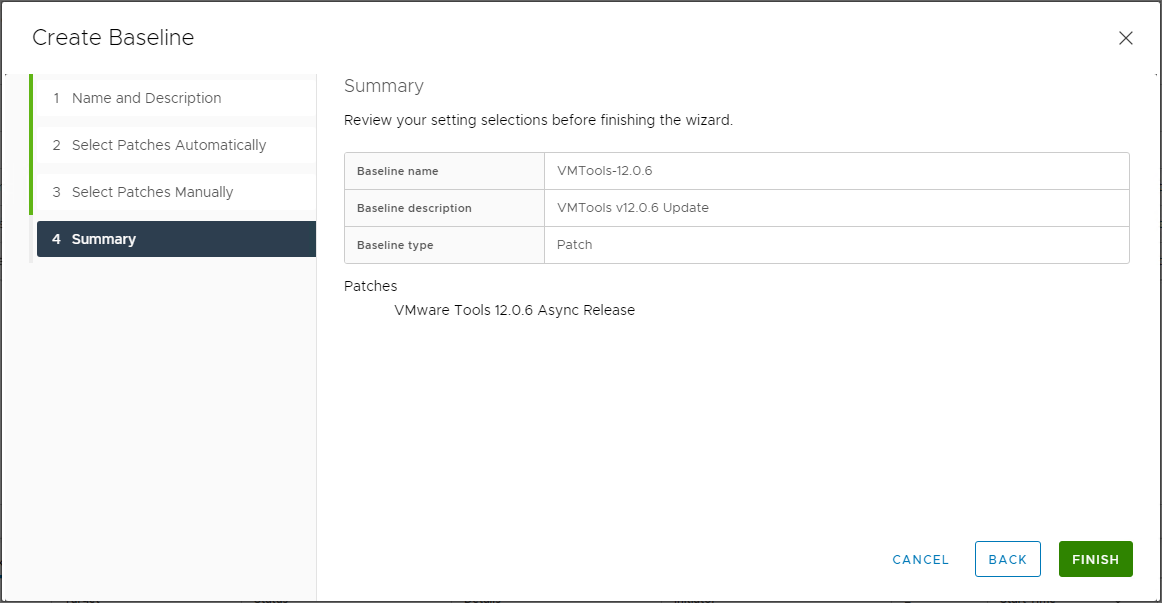 Create Baseline
1 Name and Description
2 Select Patches Automatically
3 Select Patches Manually
4 Summary
Summary
Review your setting selections before finishing the wizard.
Baseline name VMTools-12.0.6
Baseline description VMTools v12.0.6 Update
Baseline type Patch
Patches
VMware Tools 12.0.6 Async Release
CANCEL BACK FINISH